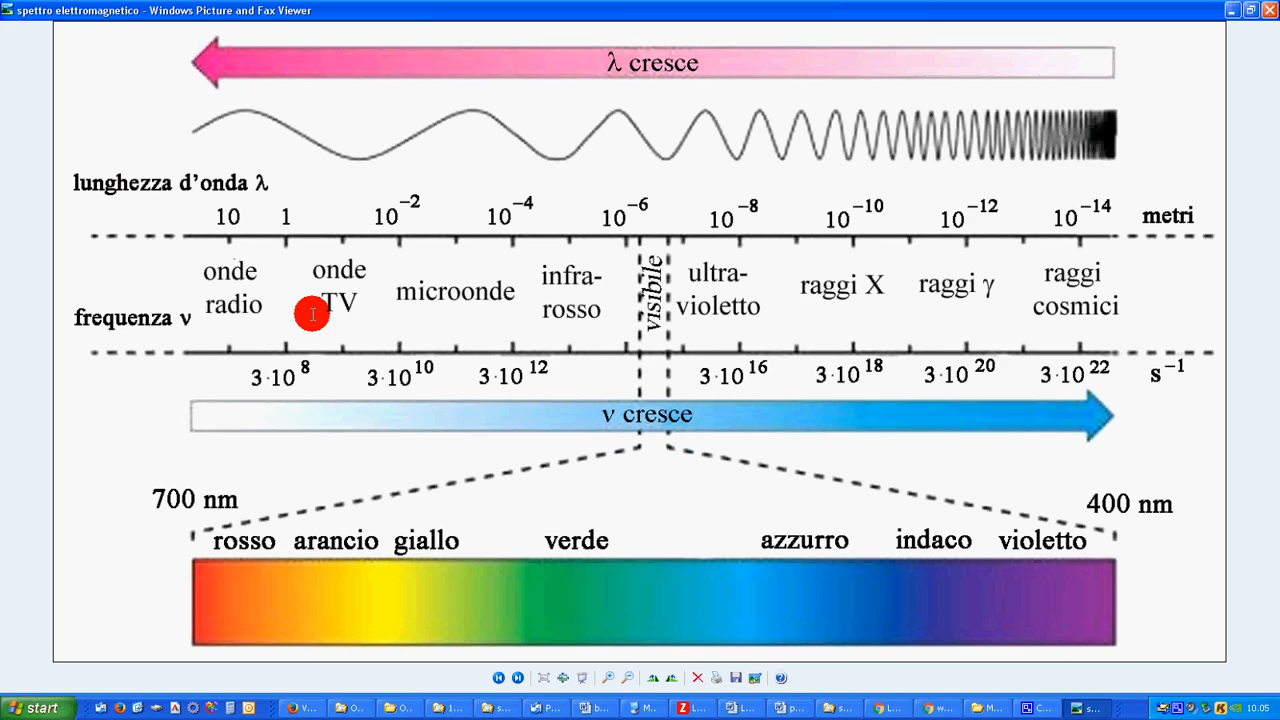 spettro elettromagnetico - Windows Picture and Fax Viewer
λ cresce
lunghezza d'onda λ
10 1 10⁻² 10⁻⁴ 10⁻⁶ 10⁻⁸ 10⁻¹⁰ 10⁻¹² 10⁻¹⁴ metri
onde radio
onde TV
microonde
infra-
rosso
visibile
ultra-
violetto
raggi X
raggi γ
raggi
cosmici
frequenza ν
3·10⁸ 3·10¹⁰ 3·10¹² 3·10¹⁶ 3·10¹⁸ 3·10²⁰ 3·10²² s⁻¹
ν cresce
700 nm 400 nm
rosso arancio giallo verde azzurro indaco violetto
start O... O... 1... s... P... b... M... L... L... p... s... L... w... M... C... s... 10.05